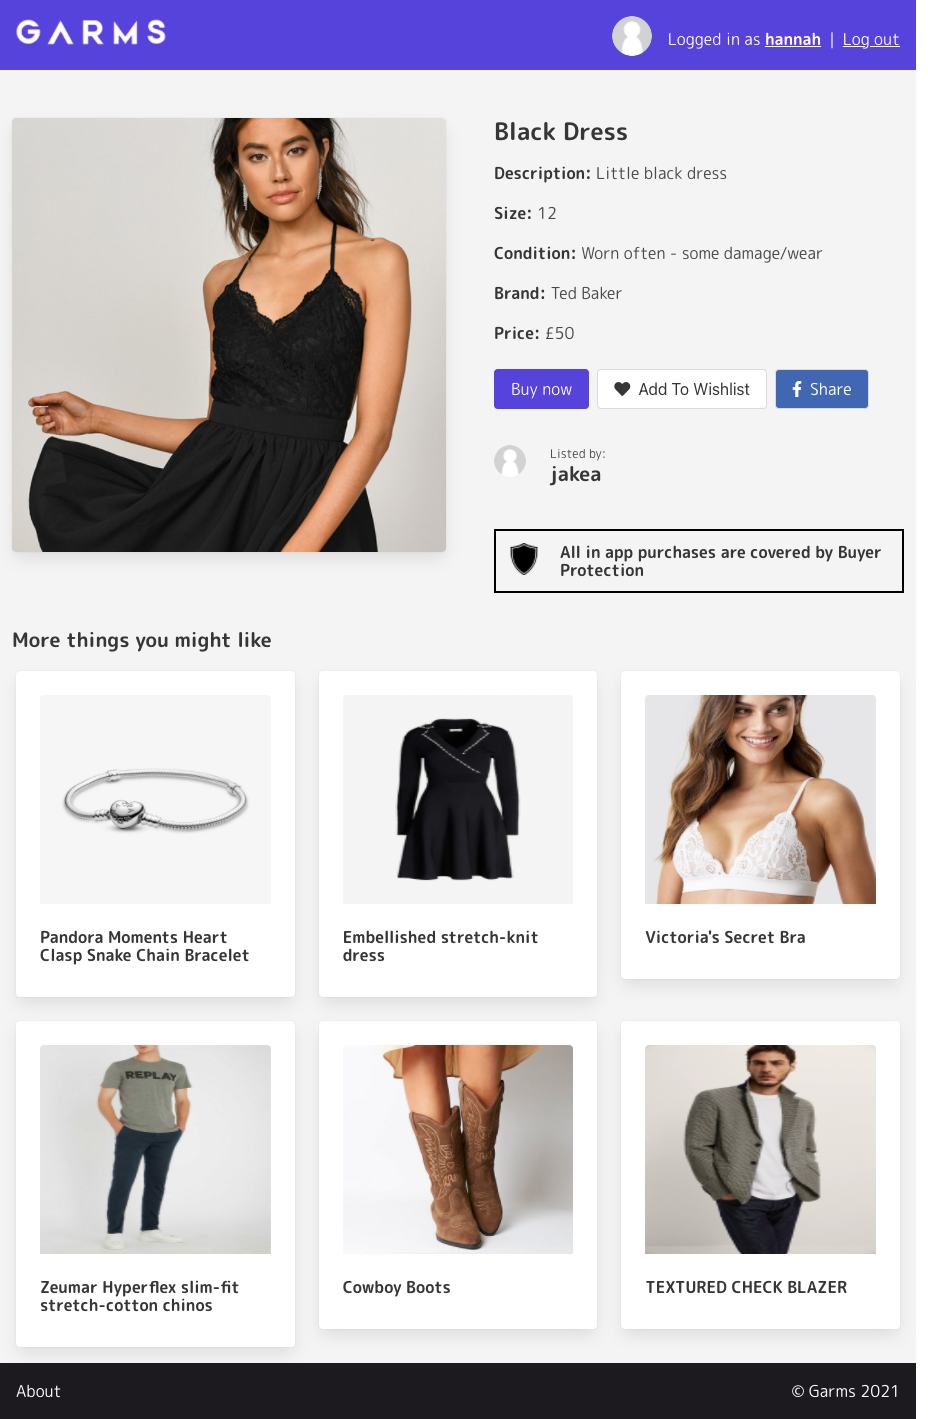 GARMS
Logged in as hannah | Log out
Black Dress
Description: Little black dress
Size: 12
Condition: Worn often - some damage/wear
Brand: Ted Baker
Price: £50
Buy now
Add To Wishlist
Share
Listed by:
jakea
All in app purchases are covered by Buyer
Protection
More things you might like
Pandora Moments Heart
Clasp Snake Chain Bracelet
Embellished stretch-knit
dress
Victoria's Secret Bra
REPLAY
Zeumar Hyperflex slim-fit
stretch-cotton chinos
Cowboy Boots
TEXTURED CHECK BLAZER
About
© Garms 2021